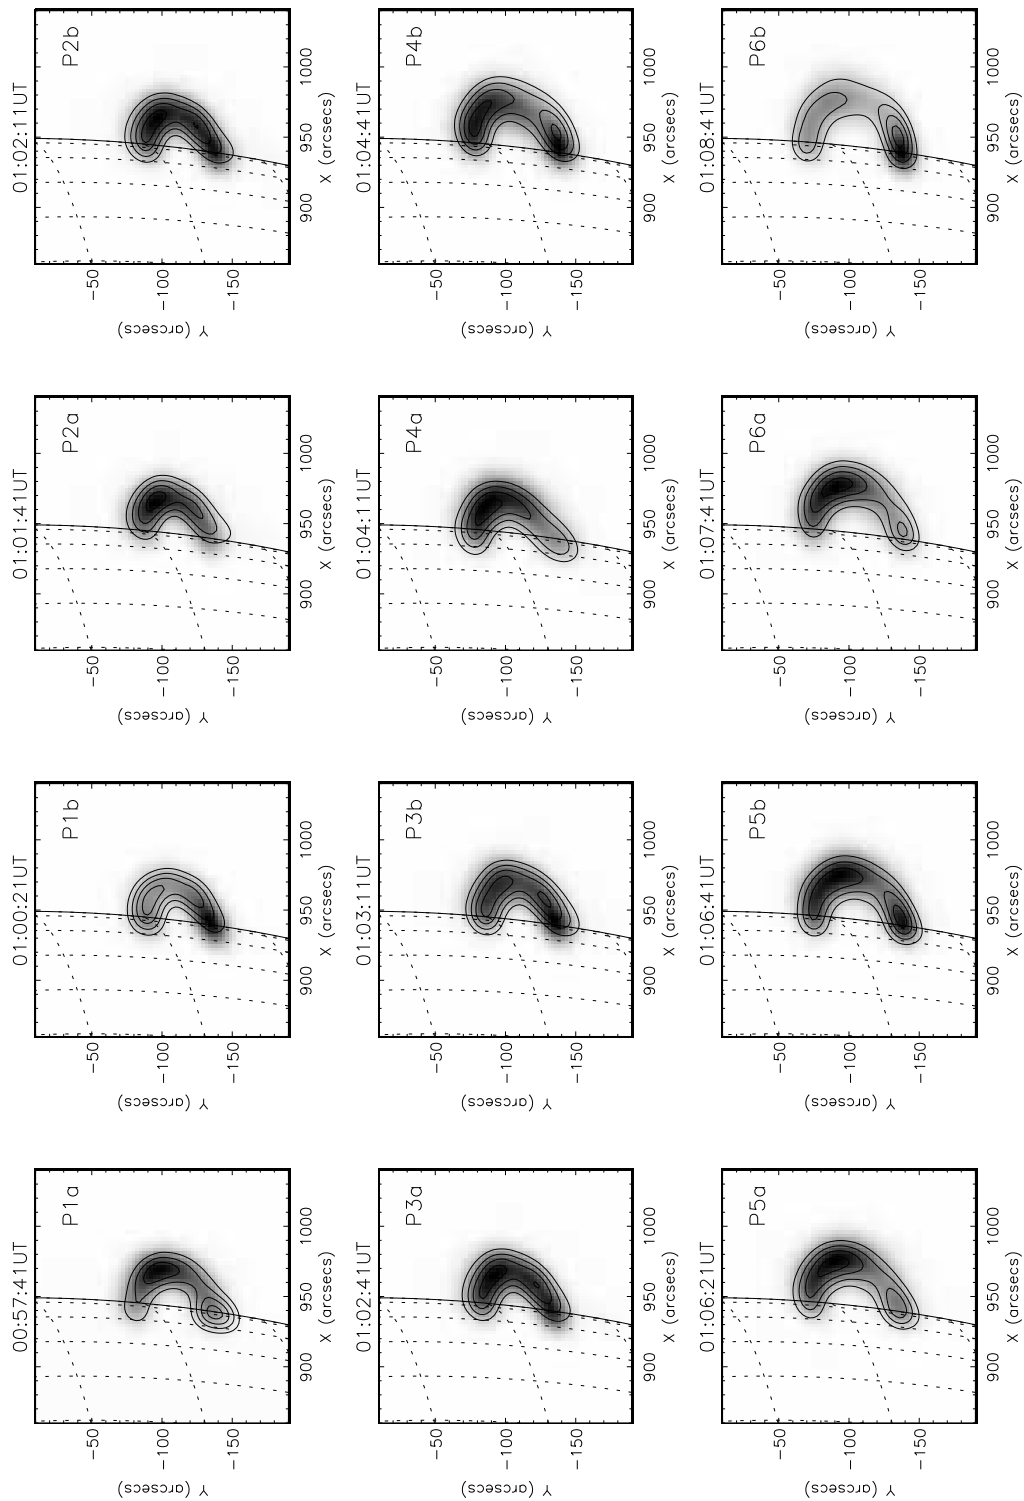 00:57:41UT
P1a
-50
-100
-150
Y (arcsecs)
900 950 1000
X (arcsecs)
01:00:21UT
P1b
-50
-100
-150
Y (arcsecs)
900 950 1000
X (arcsecs)
01:01:41UT
P2a
-50
-100
-150
Y (arcsecs)
900 950 1000
X (arcsecs)
01:02:11UT
P2b
-50
-100
-150
Y (arcsecs)
900 950 1000
X (arcsecs)
01:02:41UT
P3a
-50
-100
-150
Y (arcsecs)
900 950 1000
X (arcsecs)
01:03:11UT
P3b
-50
-100
-150
Y (arcsecs)
900 950 1000
X (arcsecs)
01:04:11UT
P4a
-50
-100
-150
Y (arcsecs)
900 950 1000
X (arcsecs)
01:04:41UT
P4b
-50
-100
-150
Y (arcsecs)
900 950 1000
X (arcsecs)
01:06:21UT
P5a
-50
-100
-150
Y (arcsecs)
900 950 1000
X (arcsecs)
01:06:41UT
P5b
-50
-100
-150
Y (arcsecs)
900 950 1000
X (arcsecs)
01:07:41UT
P6a
-50
-100
-150
Y (arcsecs)
900 950 1000
X (arcsecs)
01:08:41UT
P6b
-50
-100
-150
Y (arcsecs)
900 950 1000
X (arcsecs)